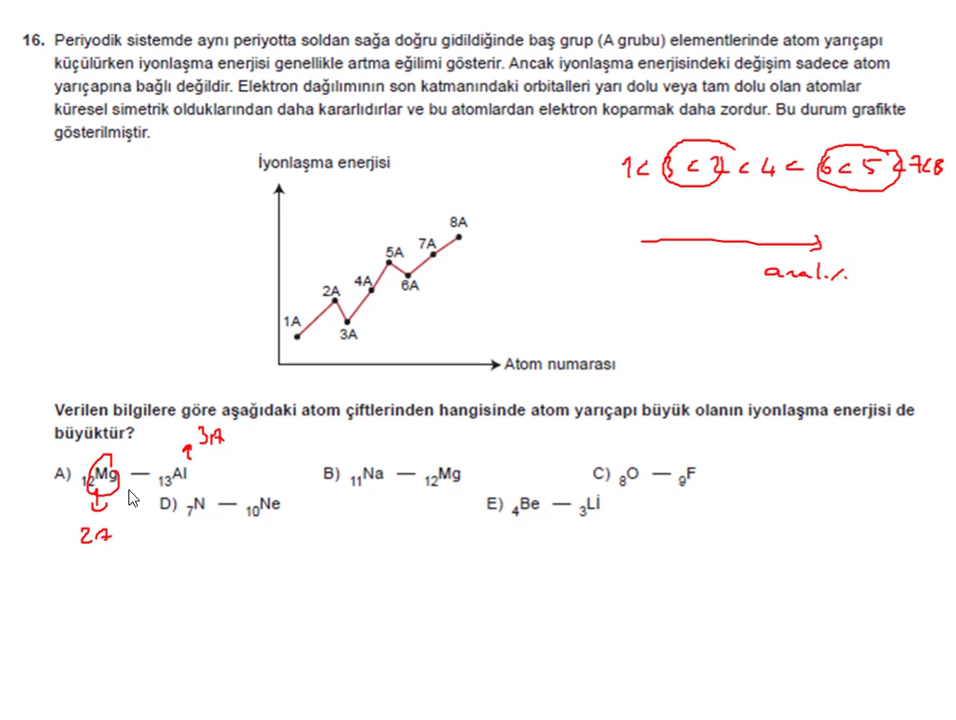 16. Periyodik sistemde aynı periyotta soldan sağa doğru gidildiğinde baş grup (A grubu) elementlerinde atom yarıçapı
küçülürken iyonlaşma enerjisi genellikle artma eğilimi gösterir. Ancak iyonlaşma enerjisindeki değişim sadece atom
yarıçapına bağlı değildir. Elektron dağılımının son katmanındaki orbitalleri yarı dolu veya tam dolu olan atomlar
küresel simetrik olduklarından daha kararlıdırlar ve bu atomlardan elektron koparmak daha zordur. Bu durum grafikte
gösterilmiştir.
İyonlaşma enerjisi
1 < 3 < 2 < 4 < 6 < 5 < 7 < 8
8A
7A
5A
6A
4A
2A
1A
3A
azal.r.
Atom numarası
Verilen bilgilere göre aşağıdaki atom çiftlerinden hangisinde atom yarıçapı büyük olanın iyonlaşma enerjisi de
büyüktür?
3A
A) 12Mg — 13Al B) 11Na — 12Mg C) 8O — 9F
D) 7N — 10Ne E) 4Be — 3Lİ
2A